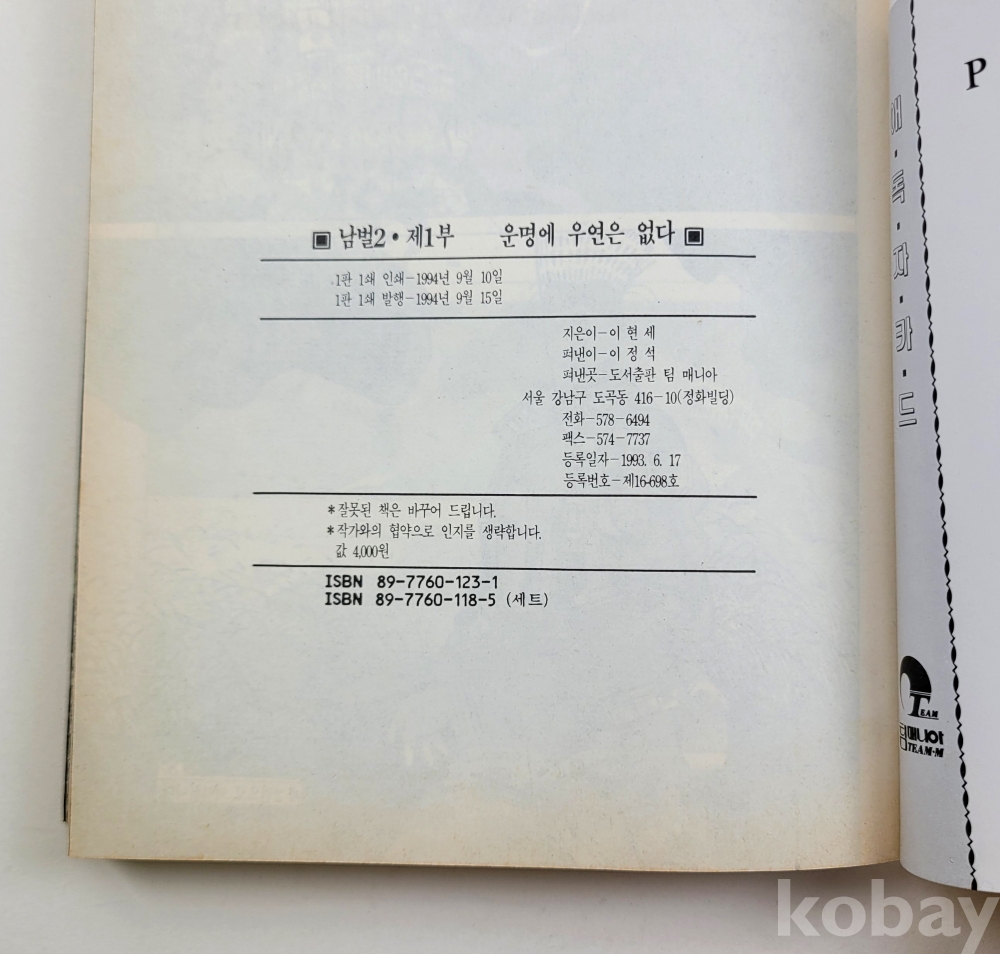 ▣ 남벌2 · 제1부 운명에 우연은 없다 ▣
1판 1쇄 인쇄-1994년 9월 10일
1판 1쇄 발행-1994년 9월 15일
지은이-이 현 세
펴낸이-이 정 석
펴낸곳-도서출판 팀 매니아
서울 강남구 도곡동 416-10(정화빌딩)
전화-578-6494
팩스-574-7737
등록일자-1993. 6. 17
등록번호-제16-698호
*잘못된 책은 바꾸어 드립니다.
*작가와의 협약으로 인지를 생략합니다.
값 4,000원
ISBN 89-7760-123-1
ISBN 89-7760-118-5 (세트)
P
애·독·자·카·드
TEAM
팀매니아
TEAM·M
kobay